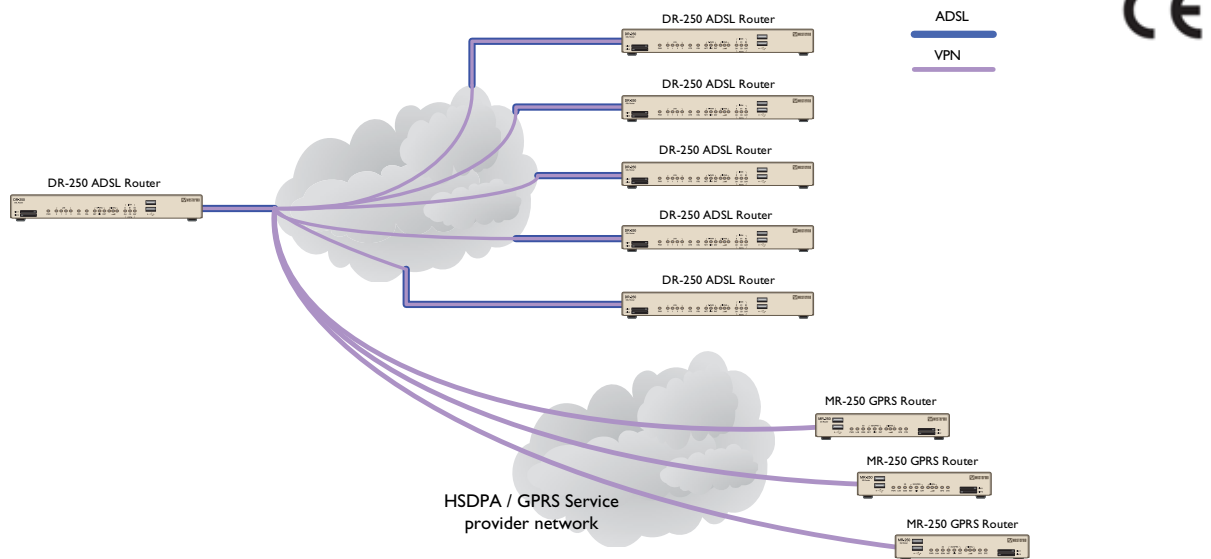 DR-250 ADSL Router
ADSL
CE
VPN
DR-250 ADSL Router
DR-250 ADSL Router
DR-250 ADSL Router
DR-250 ADSL Router
DR-250 ADSL Router
MR-250 GPRS Router
MR-250 GPRS Router
HSDPA / GPRS Service
provider network
MR-250 GPRS Router